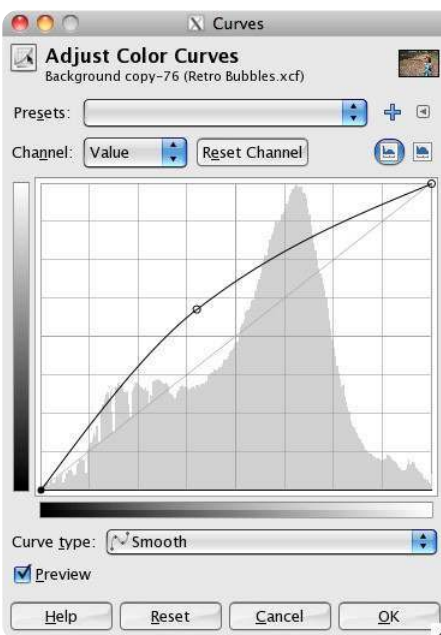 Curves
Adjust Color Curves
Background copy-76 (Retro Bubbles.xcf)
Presets:
Channel: Value Reset Channel
Curve type: Smooth
Preview
Help Reset Cancel OK